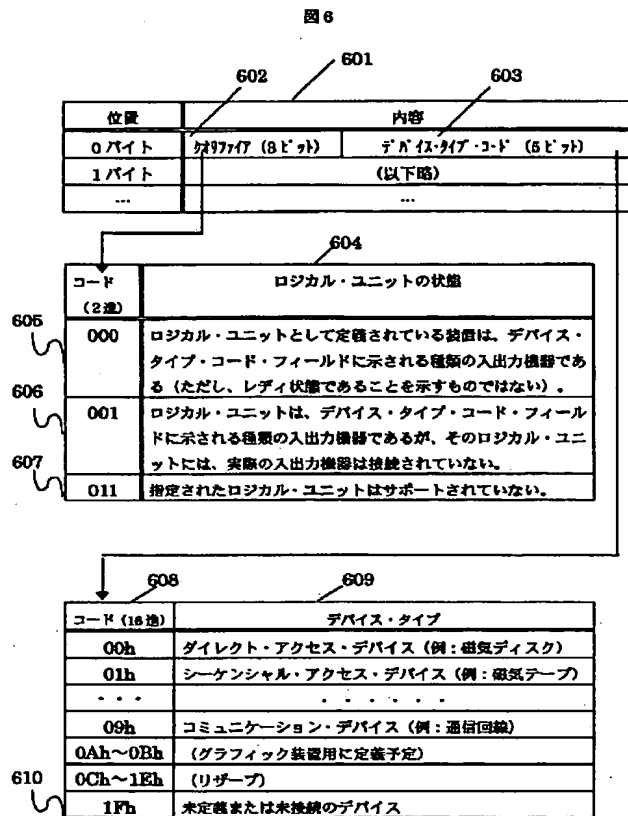 図6
601
602
603
位置 内容
0バイト クオリファイア（3ビット） デバイス・タイプ・コード（5ビット）
1バイト （以下略）
… …
604
コード
（2進） ロジカル・ユニットの状態
605
000 ロジカル・ユニットとして定義されている装置は、デバイス・
タイプ・コード・フィールドに示される種類の入出力機器であ
る（ただし、レディ状態であることを示すものではない）。
606
001 ロジカル・ユニットは、デバイス・タイプ・コード・フィール
ドに示される種類の入出力機器であるが、そのロジカル・ユニ
ットには、実際の入出力機器は接続されていない。
607
011 指定されたロジカル・ユニットはサポートされていない。
608
609
コード（16進） デバイス・タイプ
00h ダイレクト・アクセス・デバイス（例：磁気ディスク）
01h シーケンシャル・アクセス・デバイス（例：磁気テープ）
・・・ ・・・・・・
09h コミュニケーション・デバイス（例：通信回線）
0Ah～0Bh （グラフィック装置用に定義予定）
0Ch～1Eh （リザーブ）
610
1Fh 未定義または未接続のデバイス